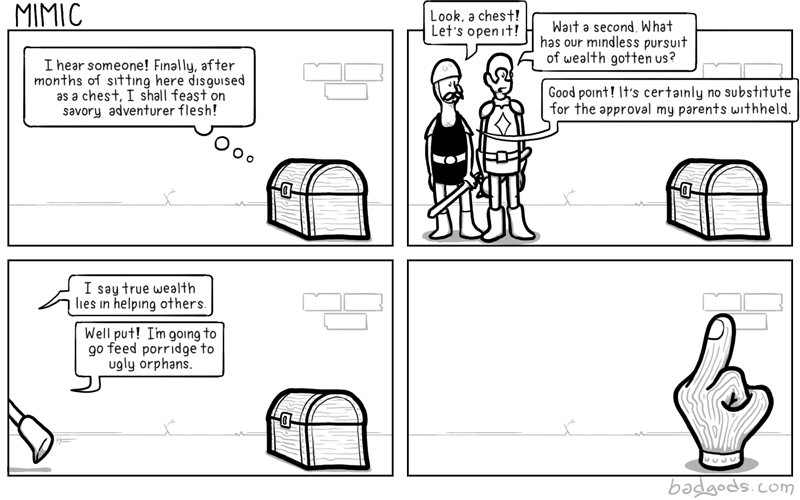 MIMIC
I hear someone! Finally, after
months of sitting here disguised
as a chest, I shall feast on
savory adventurer flesh!
Look, a chest!
Let's open it!
Wait a second. What
has our mindless pursuit
of wealth gotten us?
Good point! It's certainly no substitute
for the approval my parents withheld.
I say true wealth
lies in helping others.
Well put! I'm going to
go feed porridge to
ugly orphans.
badgods.com